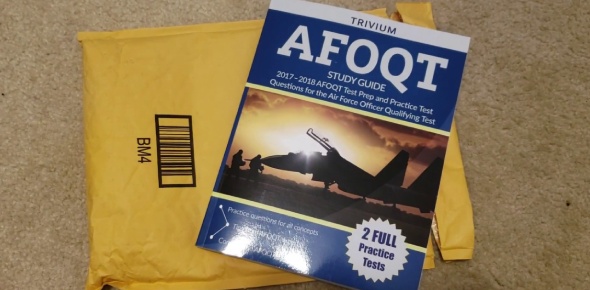 TRIVIUM
AFOQT
STUDY GUIDE
2017-2018 AFOQT Test Prep and Practice Test
Questions for the Air Force Officer Qualifying Test
Practice questions for all concepts
2 FULL
Practice
Tests
BM4